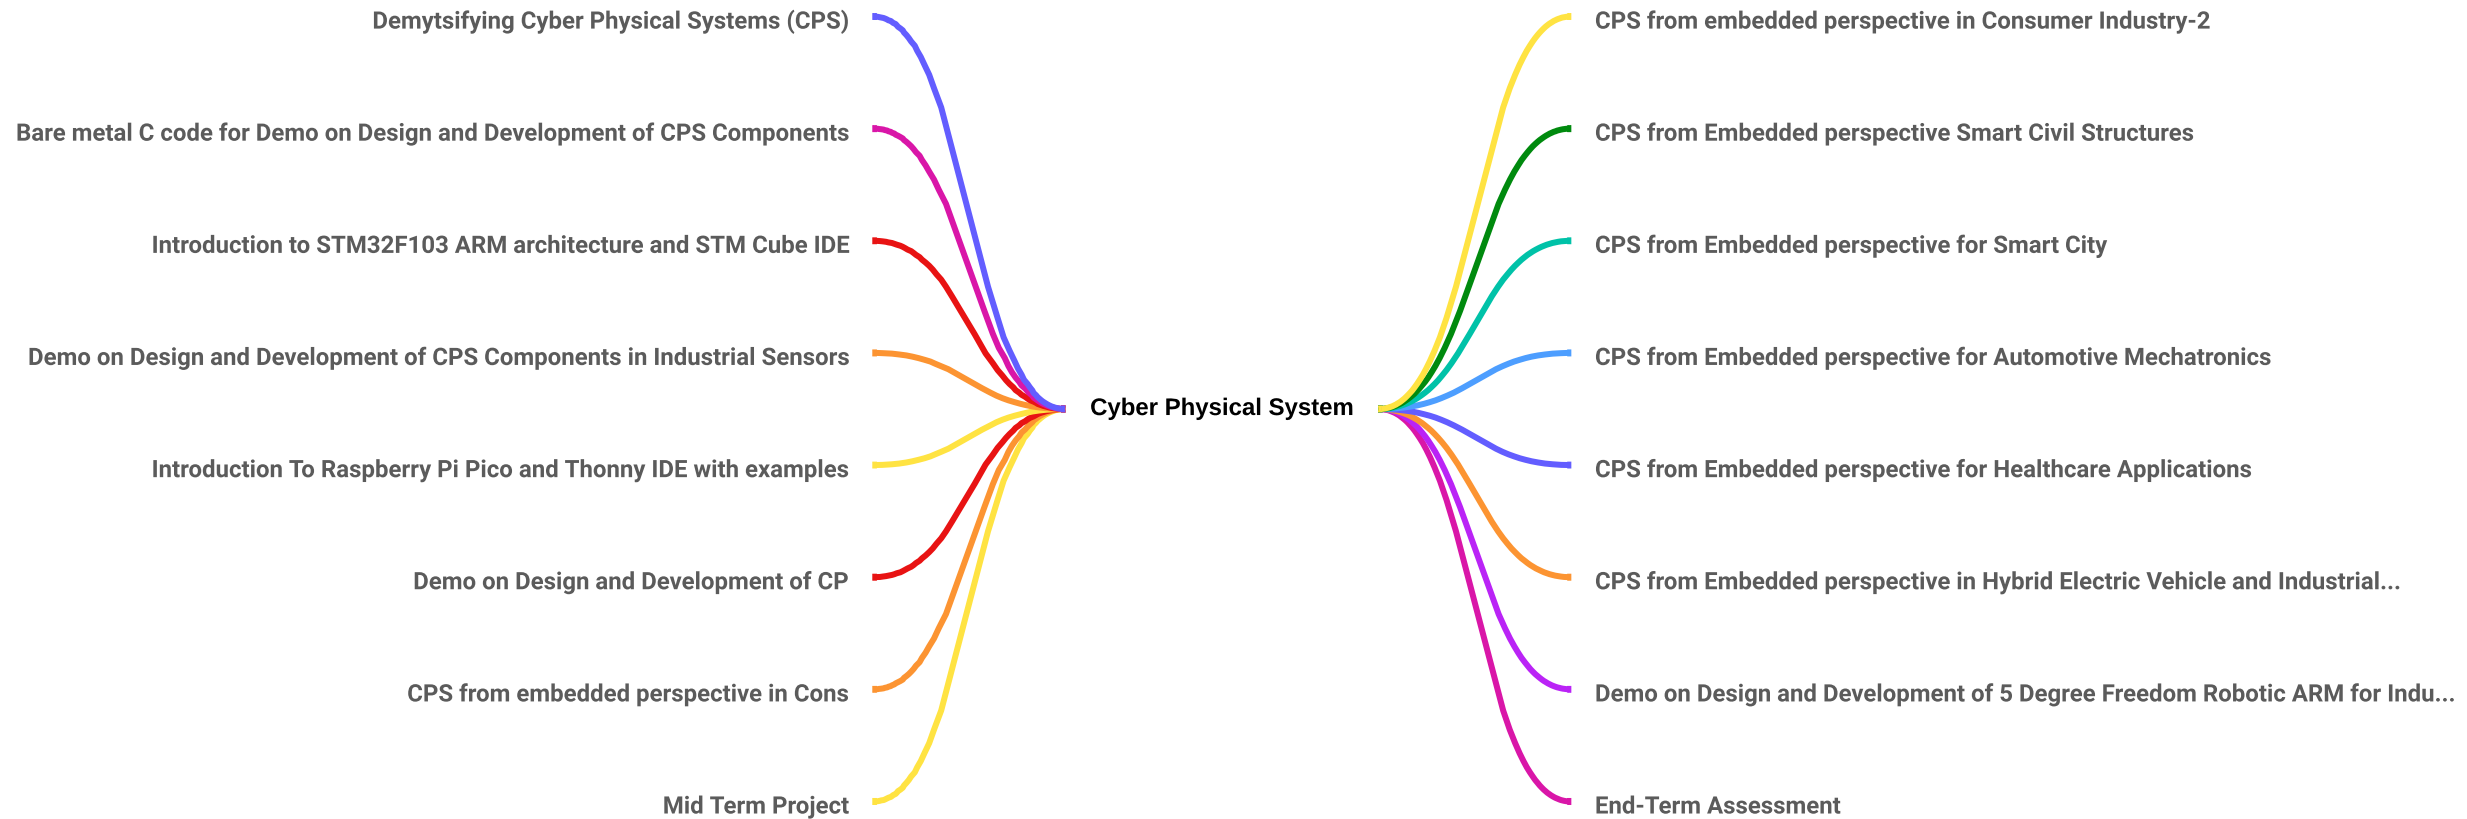 Demytsifying Cyber Physical Systems (CPS)
Bare metal C code for Demo on Design and Development of CPS Components
Introduction to STM32F103 ARM architecture and STM Cube IDE
Demo on Design and Development of CPS Components in Industrial Sensors
Introduction To Raspberry Pi Pico and Thonny IDE with examples
Demo on Design and Development of CP
CPS from embedded perspective in Cons
Mid Term Project
Cyber Physical System
CPS from embedded perspective in Consumer Industry-2
CPS from Embedded perspective Smart Civil Structures
CPS from Embedded perspective for Smart City
CPS from Embedded perspective for Automotive Mechatronics
CPS from Embedded perspective for Healthcare Applications
CPS from Embedded perspective in Hybrid Electric Vehicle and Industrial...
Demo on Design and Development of 5 Degree Freedom Robotic ARM for Indu...
End-Term Assessment